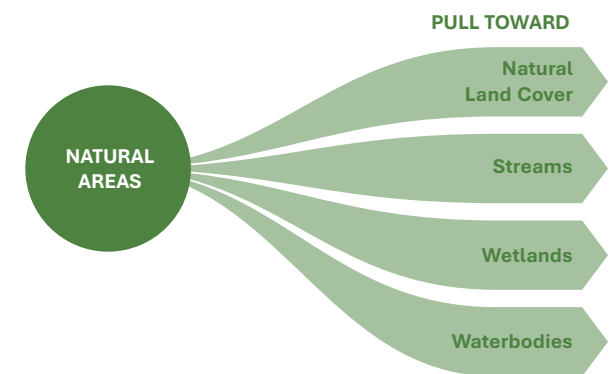 PULL TOWARD
Natural
Land Cover
NATURAL
AREAS
Streams
Wetlands
Waterbodies